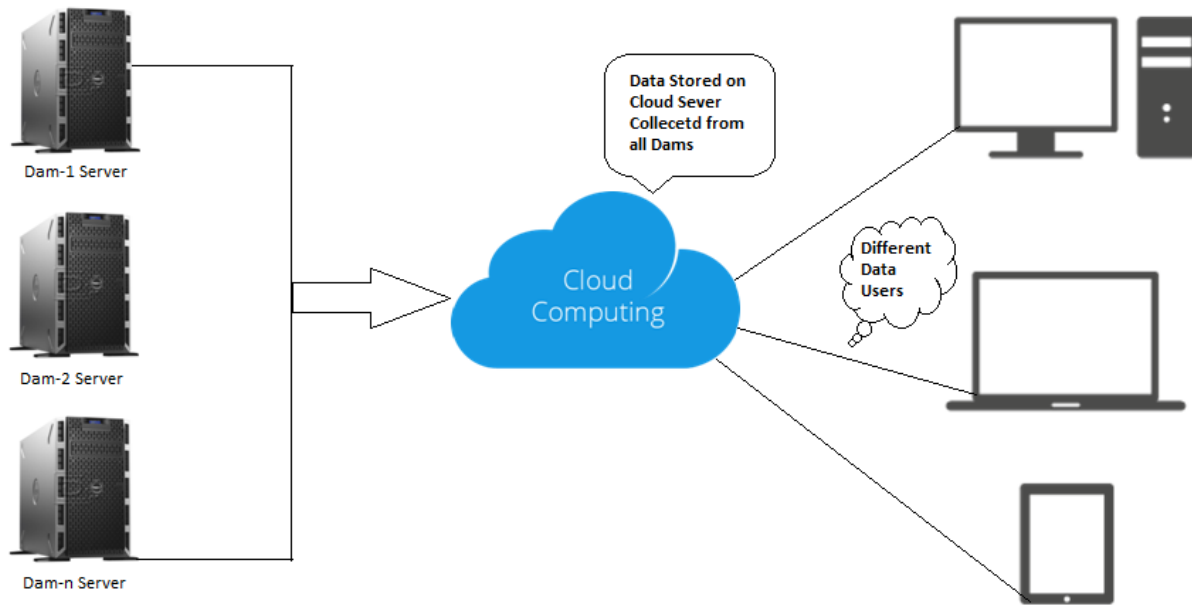 Dam-1 Server
Dam-2 Server
Dam-n Server
Data Stored on
Cloud Sever
Collecetd from
all Dams
Cloud
Computing
Different
Data
Users